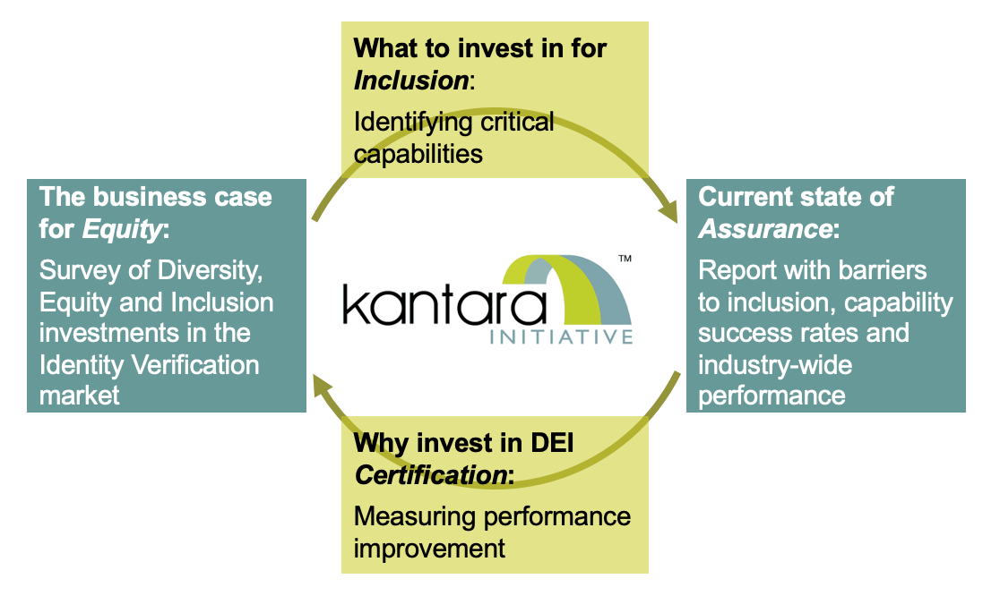 What to invest in for
Inclusion:
Identifying critical
capabilities
The business case
for Equity:
Survey of Diversity,
Equity and Inclusion
investments in the
Identity Verification
market
kantara
INITIATIVE
™
Current state of
Assurance:
Report with barriers
to inclusion, capability
success rates and
industry-wide
performance
Why invest in DEI
Certification:
Measuring performance
improvement